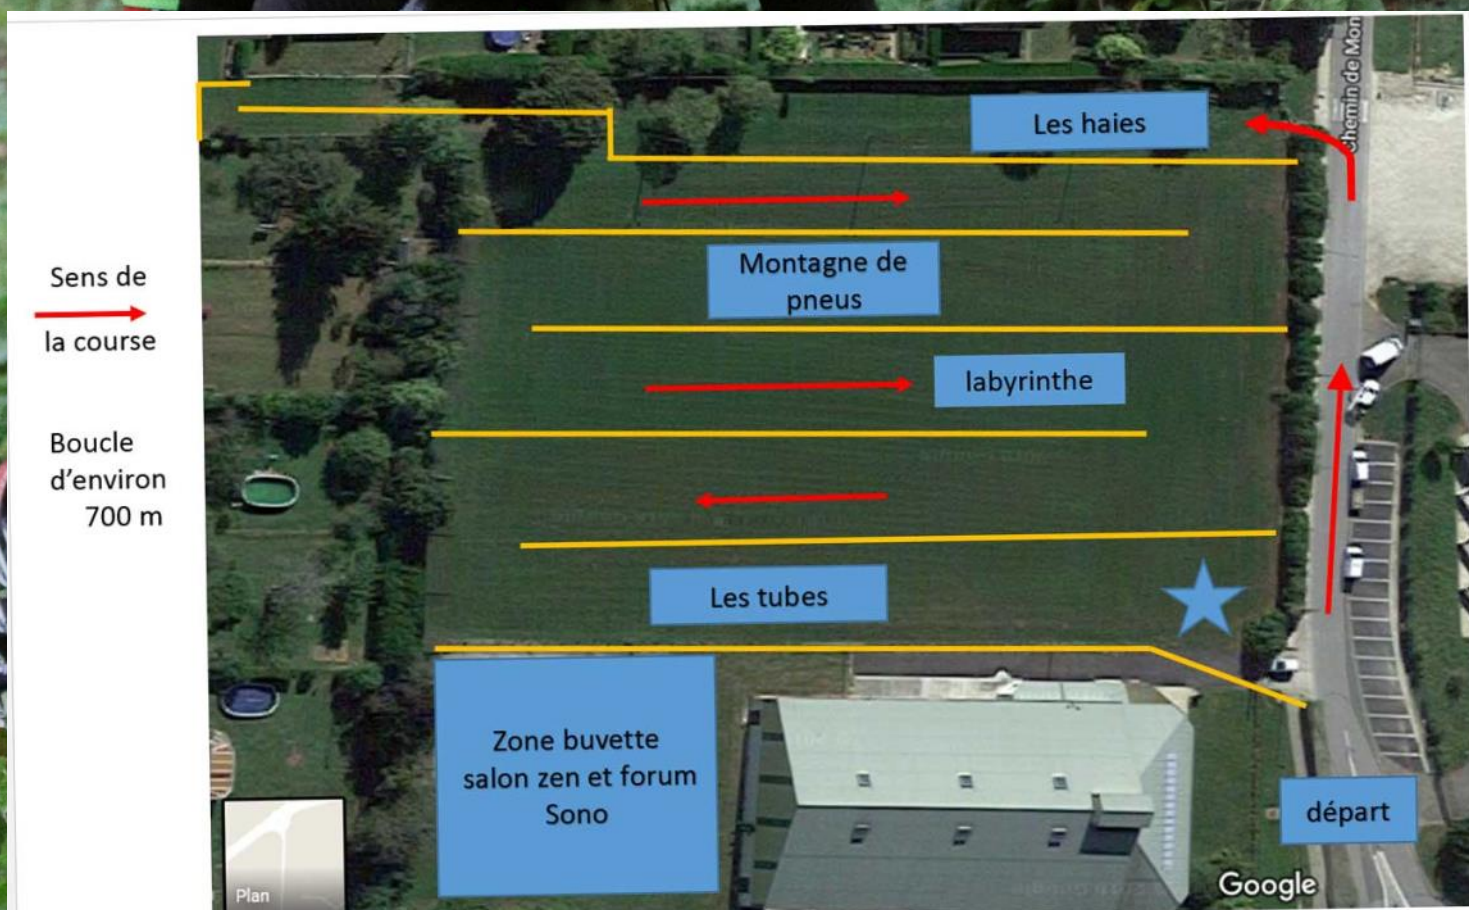 Sens de
la course
Boucle
d’environ
700 m
Chemin de Mon
Les haies
Montagne de
pneus
labyrinthe
Les tubes
Zone buvette
salon zen et forum
Sono
départ
Plan
Google